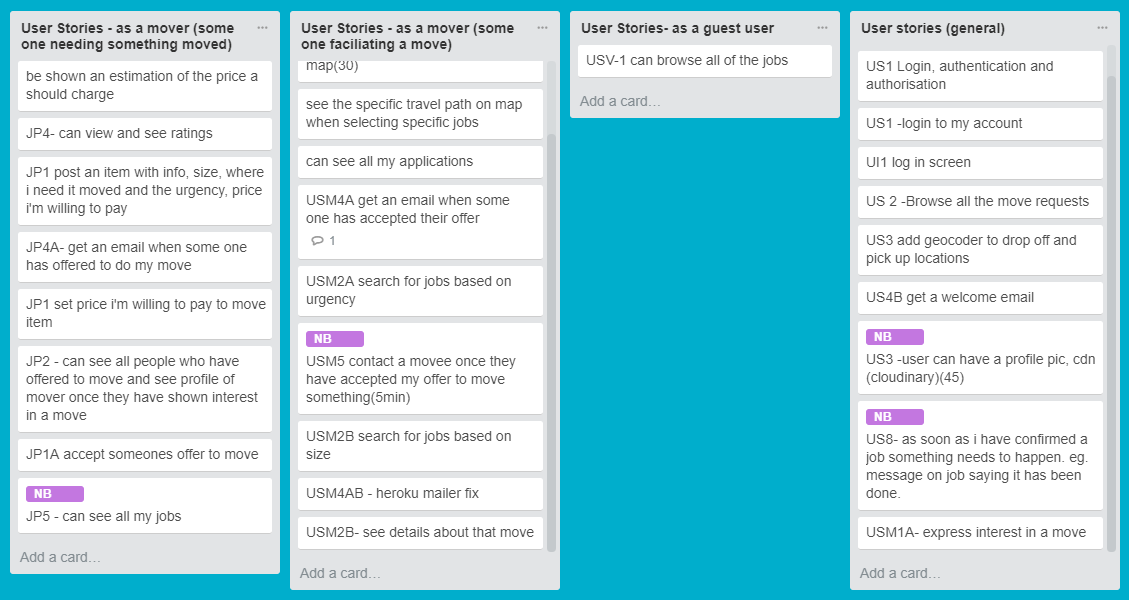 User Stories - as a mover (some
one needing something moved)
be shown an estimation of the price a
should charge
JP4- can view and see ratings
JP1 post an item with info, size, where
i need it moved and the urgency, price
i'm willing to pay
JP4A- get an email when some one
has offered to do my move
JP1 set price i'm willing to pay to move
item
JP2 - can see all people who have
offered to move and see profile of
mover once they have shown interest
in a move
JP1A accept someones offer to move
NB
JP5 - can see all my jobs
Add a card…
User Stories - as a mover (some
one faciliating a move)
map(30)
see the specific travel path on map
when selecting specific jobs
can see all my applications
USM4A get an email when some
one has accepted their offer
1
USM2A search for jobs based on
urgency
NB
USM5 contact a movee once they
have accepted my offer to move
something(5min)
USM2B search for jobs based on
size
USM4AB - heroku mailer fix
USM2B- see details about that move
Add a card…
User Stories- as a guest user
USV-1 can browse all of the jobs
Add a card…
User stories (general)
US1 Login, authentication and
authorisation
US1 -login to my account
UI1 log in screen
US 2 -Browse all the move requests
US3 add geocoder to drop off and
pick up locations
US4B get a welcome email
NB
US3 -user can have a profile pic, cdn
(cloudinary)(45)
NB
US8- as soon as i have confirmed a
job something needs to happen. eg.
message on job saying it has been
done.
USM1A- express interest in a move
Add a card…